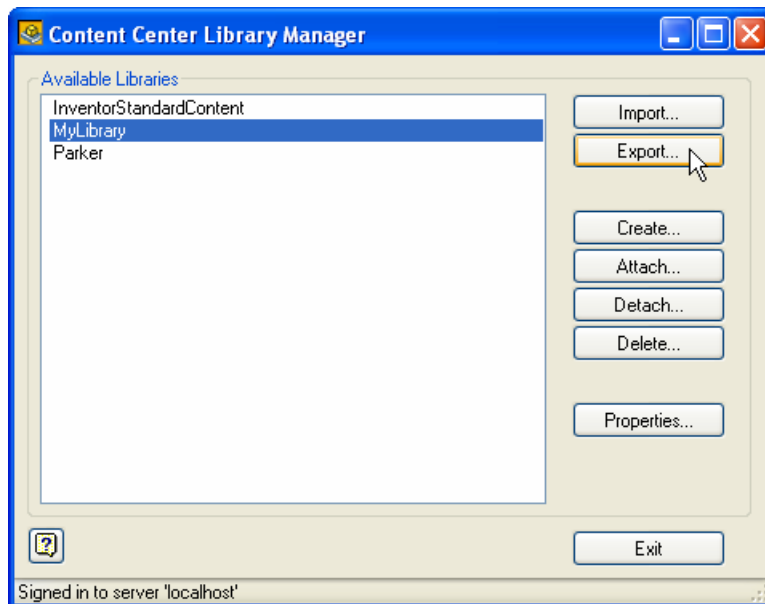 Content Center Library Manager
Available Libraries
InventorStandardContent
MyLibrary
Parker
Import...
Export...
Create...
Attach...
Detach...
Delete...
Properties...
Exit
Signed in to server 'localhost'